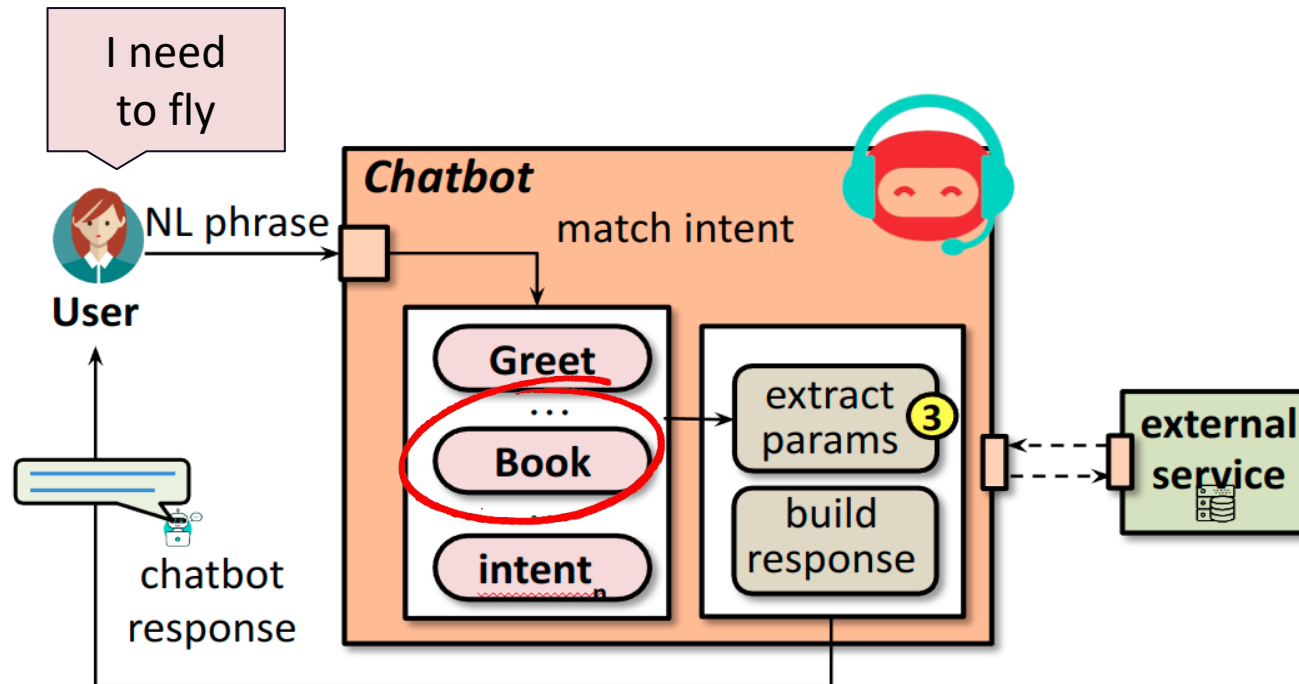 I need
to fly
Chatbot
NL phrase
match intent
User
Greet
...
Book
intentn
extract
params
3
build
response
external
service
chatbot
response